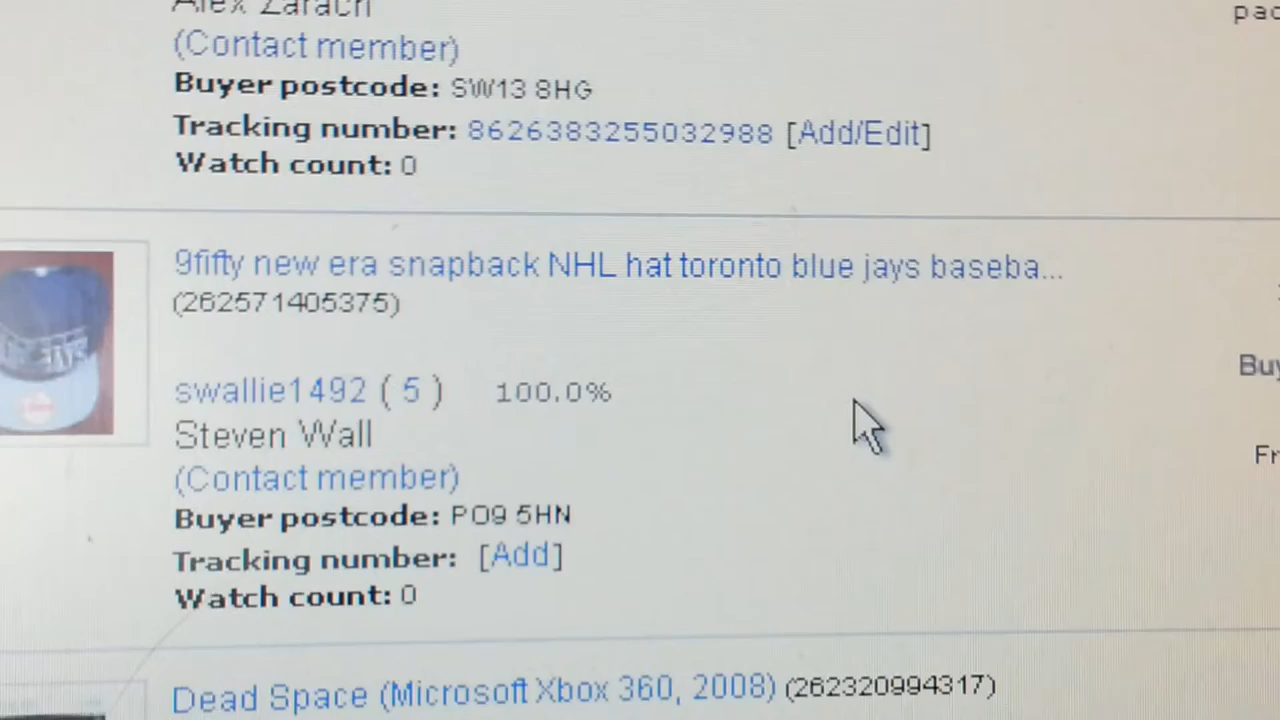 Alex Zarach
(Contact member)
Buyer postcode: SW13 8HG
Tracking number: 8626383255032988 [Add/Edit]
Watch count: 0
9fifty new era snapback NHL hat toronto blue jays baseba...
(262571405375)
swallie1492 ( 5 ) 100.0%
Steven Wall
(Contact member)
Buyer postcode: PO9 5HN
Tracking number: [Add]
Watch count: 0
Dead Space (Microsoft Xbox 360, 2008) (262320994317)